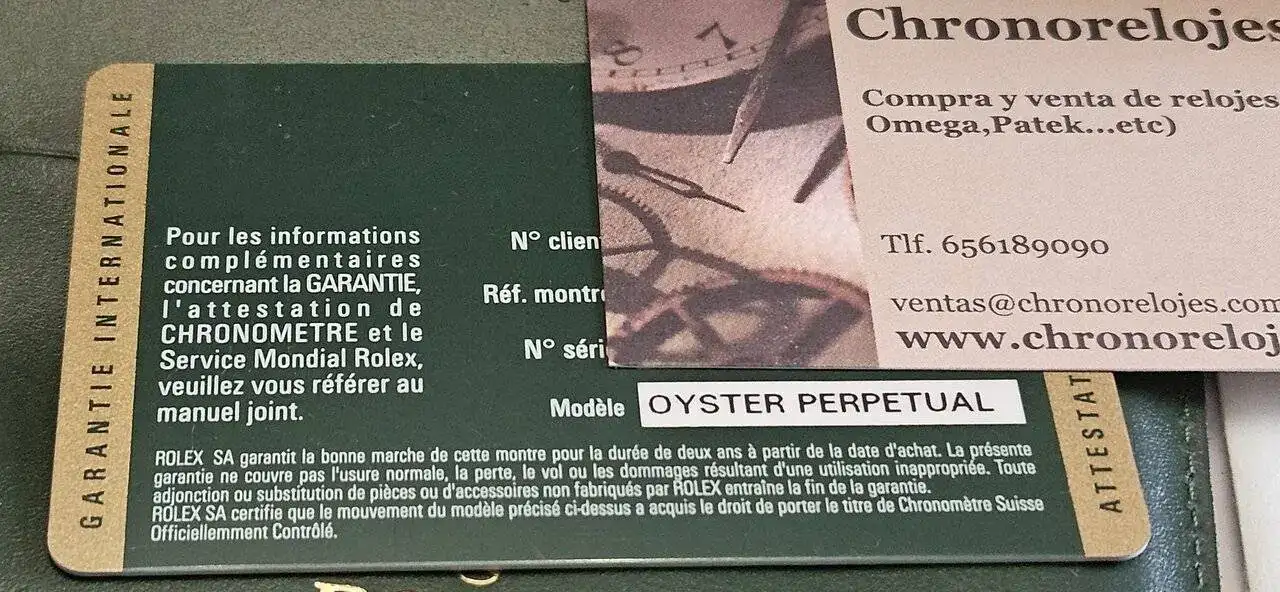 GARANTIE INTERNATIONALE
Pour les informations
complémentaires
concernant la GARANTIE,
l'attestation de
CHRONOMETRE et le
Service Mondial Rolex,
veuillez vous référer au
manuel joint.
N° clien
Réf. montre
N° séri
Modèle OYSTER PERPETUAL
ROLEX SA garantit la bonne marche de cette montre pour la durée de deux ans à partir de la date d'achat. La présente
garantie ne couvre pas l'usure normale, la perte, le vol ou les dommages résultant d'une utilisation inappropriée. Toute
adjonction ou substitution de pièces ou d'accessoires non fabriqués par ROLEX entraîne la fin de la garantie.
ROLEX SA certifie que le mouvement du modèle précisé ci-dessus a acquis le droit de porter le titre de Chronomètre Suisse
Officiellemment Contrôlé.
ATTESTAT
8 7
Chronorelojes
Compra y venta de relojes
Omega,Patek...etc)
Tlf. 656189090
ventas@chronorelojes.com
www.chronoreloj